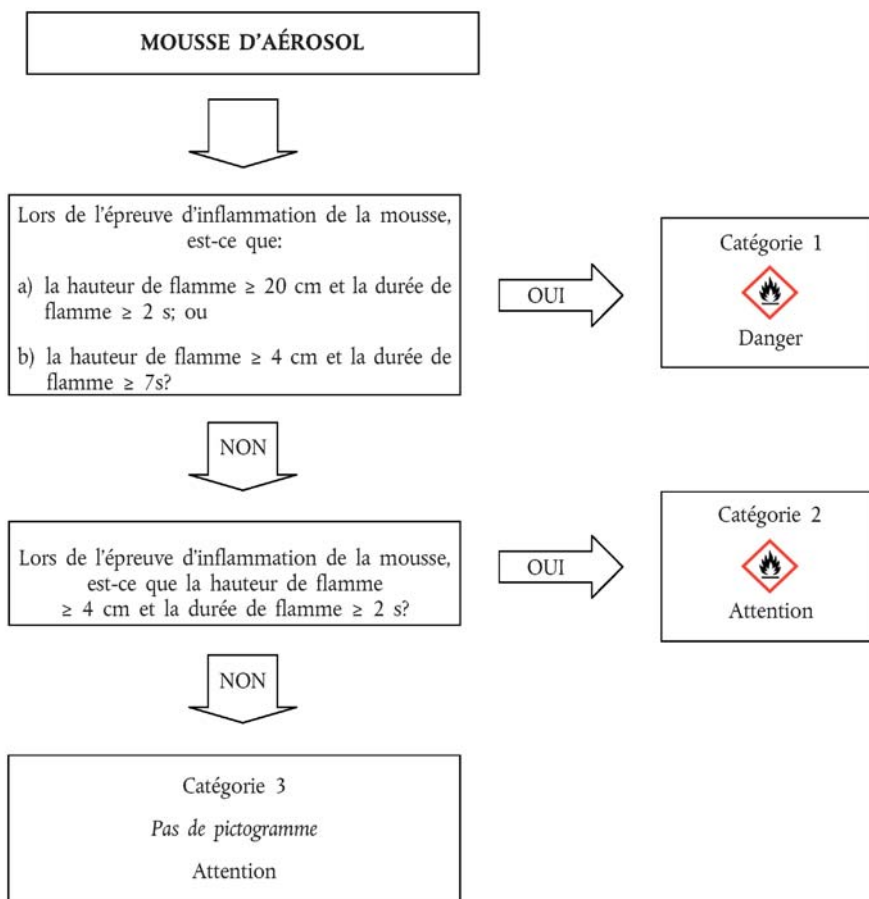 MOUSSE D'AÉROSOL
Lors de l'épreuve d'inflammation de la mousse,
est-ce que:
a) la hauteur de flamme ≥ 20 cm et la durée de
flamme ≥ 2 s; ou
b) la hauteur de flamme ≥ 4 cm et la durée de
flamme ≥ 7s?
OUI
Catégorie 1
Danger
NON
Lors de l'épreuve d'inflammation de la mousse,
est-ce que la hauteur de flamme
≥ 4 cm et la durée de flamme ≥ 2 s?
OUI
Catégorie 2
Attention
NON
Catégorie 3
Pas de pictogramme
Attention